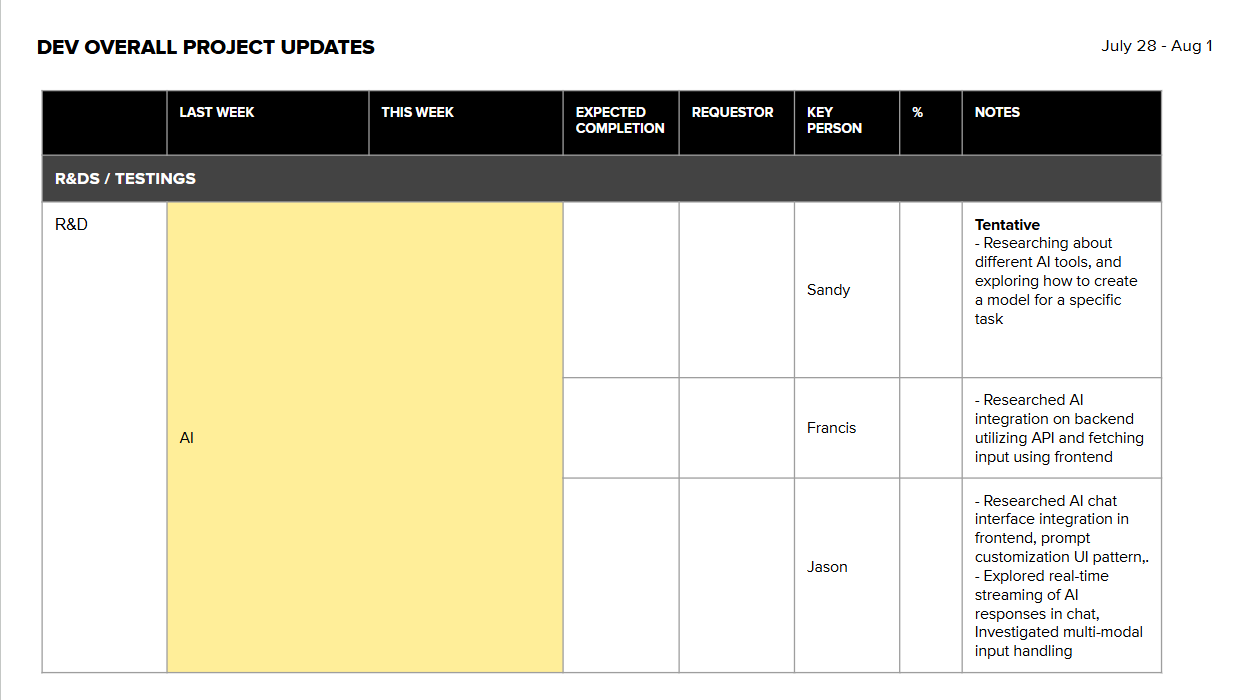 DEV OVERALL PROJECT UPDATES
July 28 - Aug 1
LAST WEEK
THIS WEEK
EXPECTED
COMPLETION
REQUESTOR
KEY
PERSON
%
NOTES
R&DS / TESTINGS
R&D
AI
Sandy
Tentative
- Researching about
different AI tools, and
exploring how to create
a model for a specific
task
Francis
- Researched AI
integration on backend
utilizing API and fetching
input using frontend
Jason
- Researched AI chat
interface integration in
frontend, prompt
customization UI pattern,.
- Explored real-time
streaming of AI
responses in chat,
Investigated multi-modal
input handling